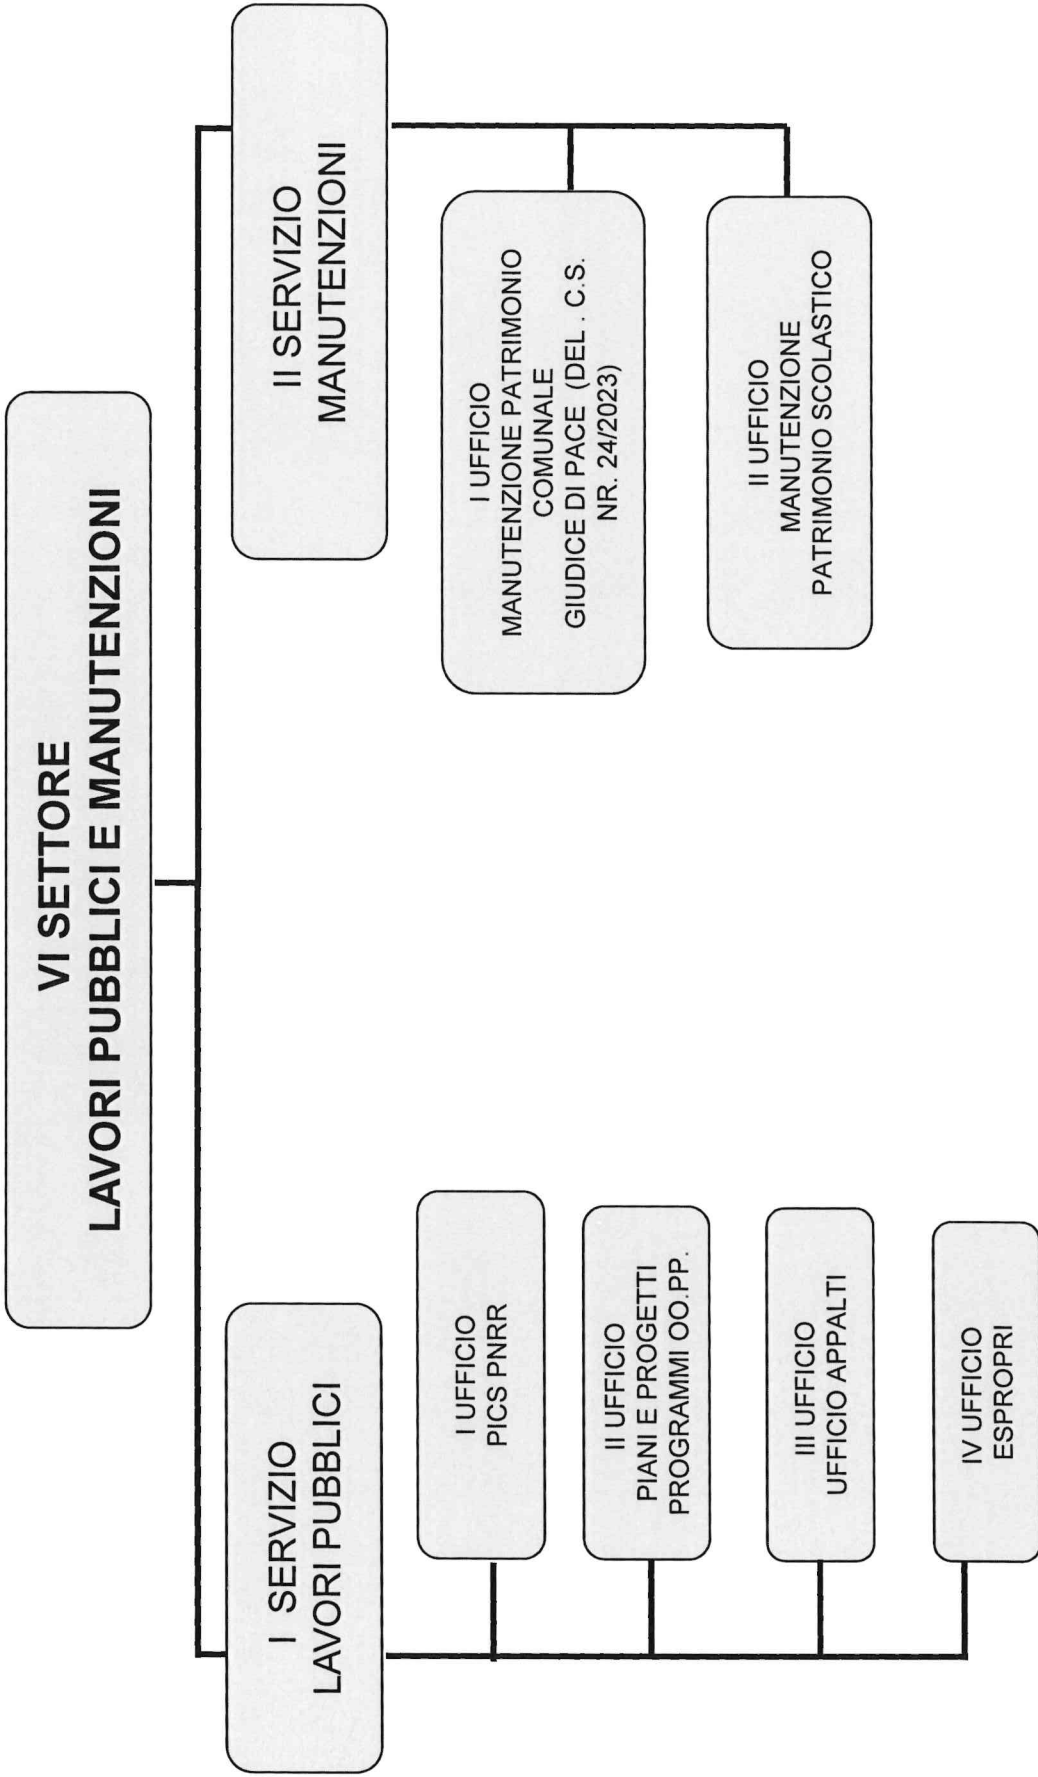 VI SETTORE
LAVORI PUBBLICI E MANUTENZIONI
I SERVIZIO
LAVORI PUBBLICI
I UFFICIO
PICS PNRR
II UFFICIO
PIANI E PROGETTI
PROGRAMMI OO.PP.
III UFFICIO
UFFICIO APPALTI
IV UFFICIO
ESPROPRI
II SERVIZIO
MANUTENZIONI
I UFFICIO
MANUTENZIONE PATRIMONIO
COMUNALE
GIUDICE DI PACE (DEL . C.S.
NR. 24/2023)
II UFFICIO
MANUTENZIONE
PATRIMONIO SCOLASTICO